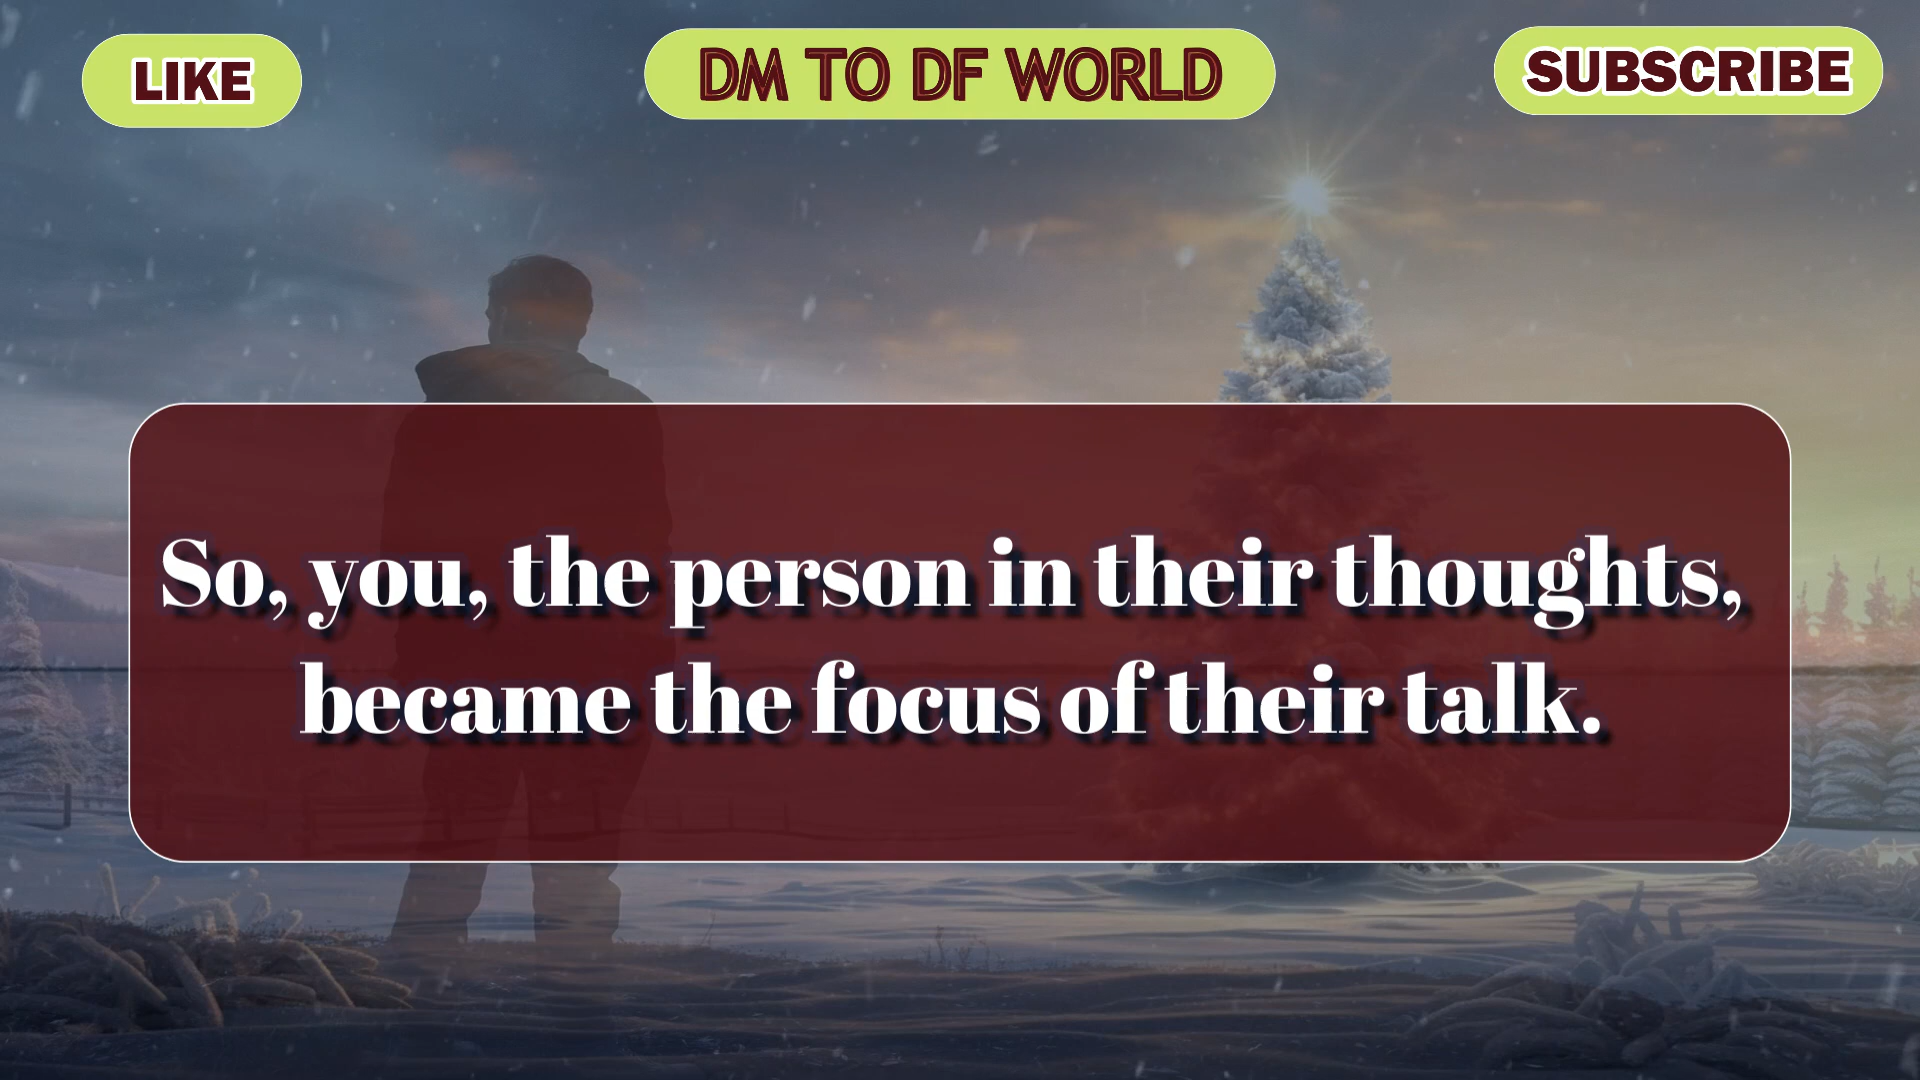 LIKE
DM TO DF WORLD
SUBSCRIBE
So, you, the person in their thoughts,
became the focus of their talk.